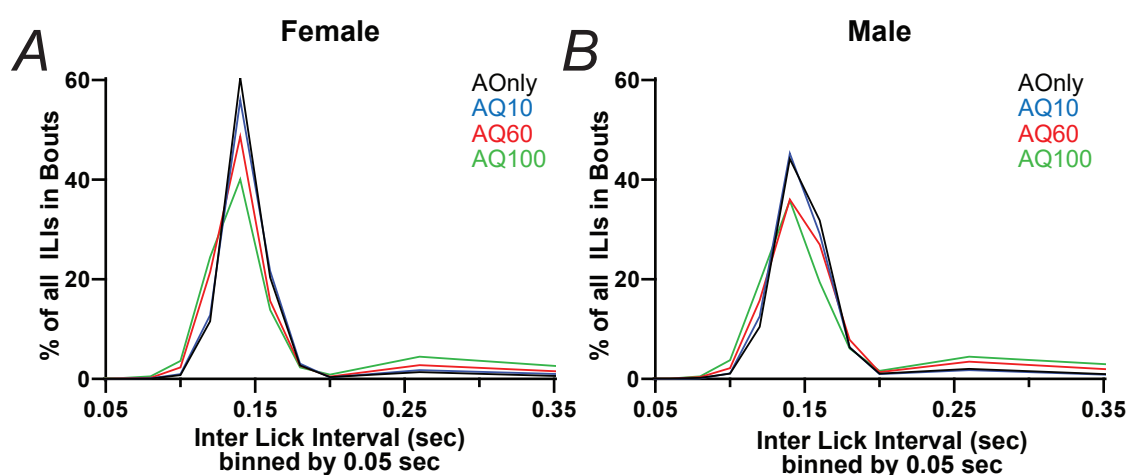 A
Female
% of all ILIs in Bouts
60
40
20
0
AOnly
AQ10
AQ60
AQ100
0.05
0.15
0.25
0.35
Inter Lick Interval (sec)
binned by 0.05 sec
B
Male
% of all ILIs in Bouts
60
40
20
0
AOnly
AQ10
AQ60
AQ100
0.05
0.15
0.25
0.35
Inter Lick Interval (sec)
binned by 0.05 sec